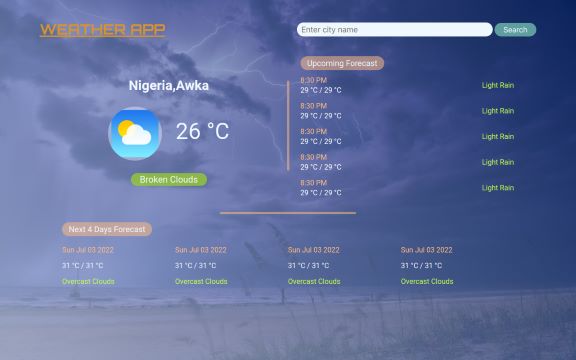 WEATHER APP
Enter city name
Search
Upcoming Forecast
Nigeria,Awka
26 °C
Broken Clouds
8:30 PM
29 °C / 29 °C
Light Rain
8:30 PM
29 °C / 29 °C
Light Rain
8:30 PM
29 °C / 29 °C
Light Rain
8:30 PM
29 °C / 29 °C
Light Rain
8:30 PM
29 °C / 29 °C
Light Rain
Next 4 Days Forecast
Sun Jul 03 2022 Sun Jul 03 2022 Sun Jul 03 2022 Sun Jul 03 2022
31 °C / 31 °C 31 °C / 31 °C 31 °C / 31 °C 31 °C / 31 °C
Overcast Clouds Overcast Clouds Overcast Clouds Overcast Clouds